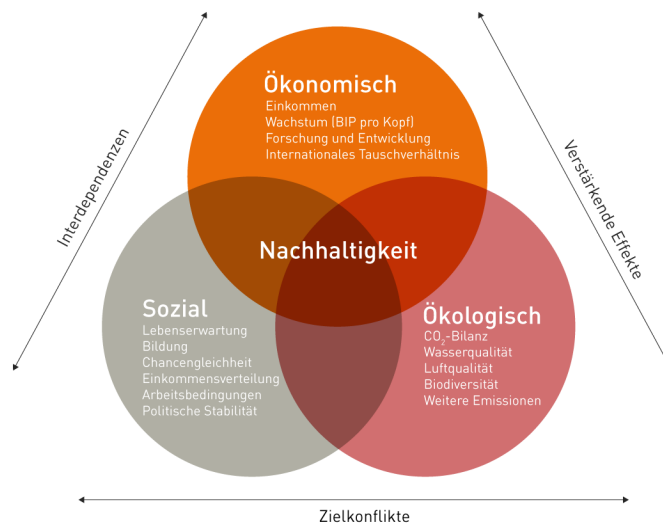 Ökonomisch
Einkommen
Wachstum (BIP pro Kopf)
Forschung und Entwicklung
Internationales Tauschverhältnis
Interdependenzen
Verstärkende Effekte
Nachhaltigkeit
Sozial
Lebenserwartung
Bildung
Chancengleichheit
Einkommensverteilung
Arbeitsbedingungen
Politische Stabilität
Ökologisch
CO₂-Bilanz
Wasserqualität
Luftqualität
Biodiversität
Weitere Emissionen
Zielkonflikte